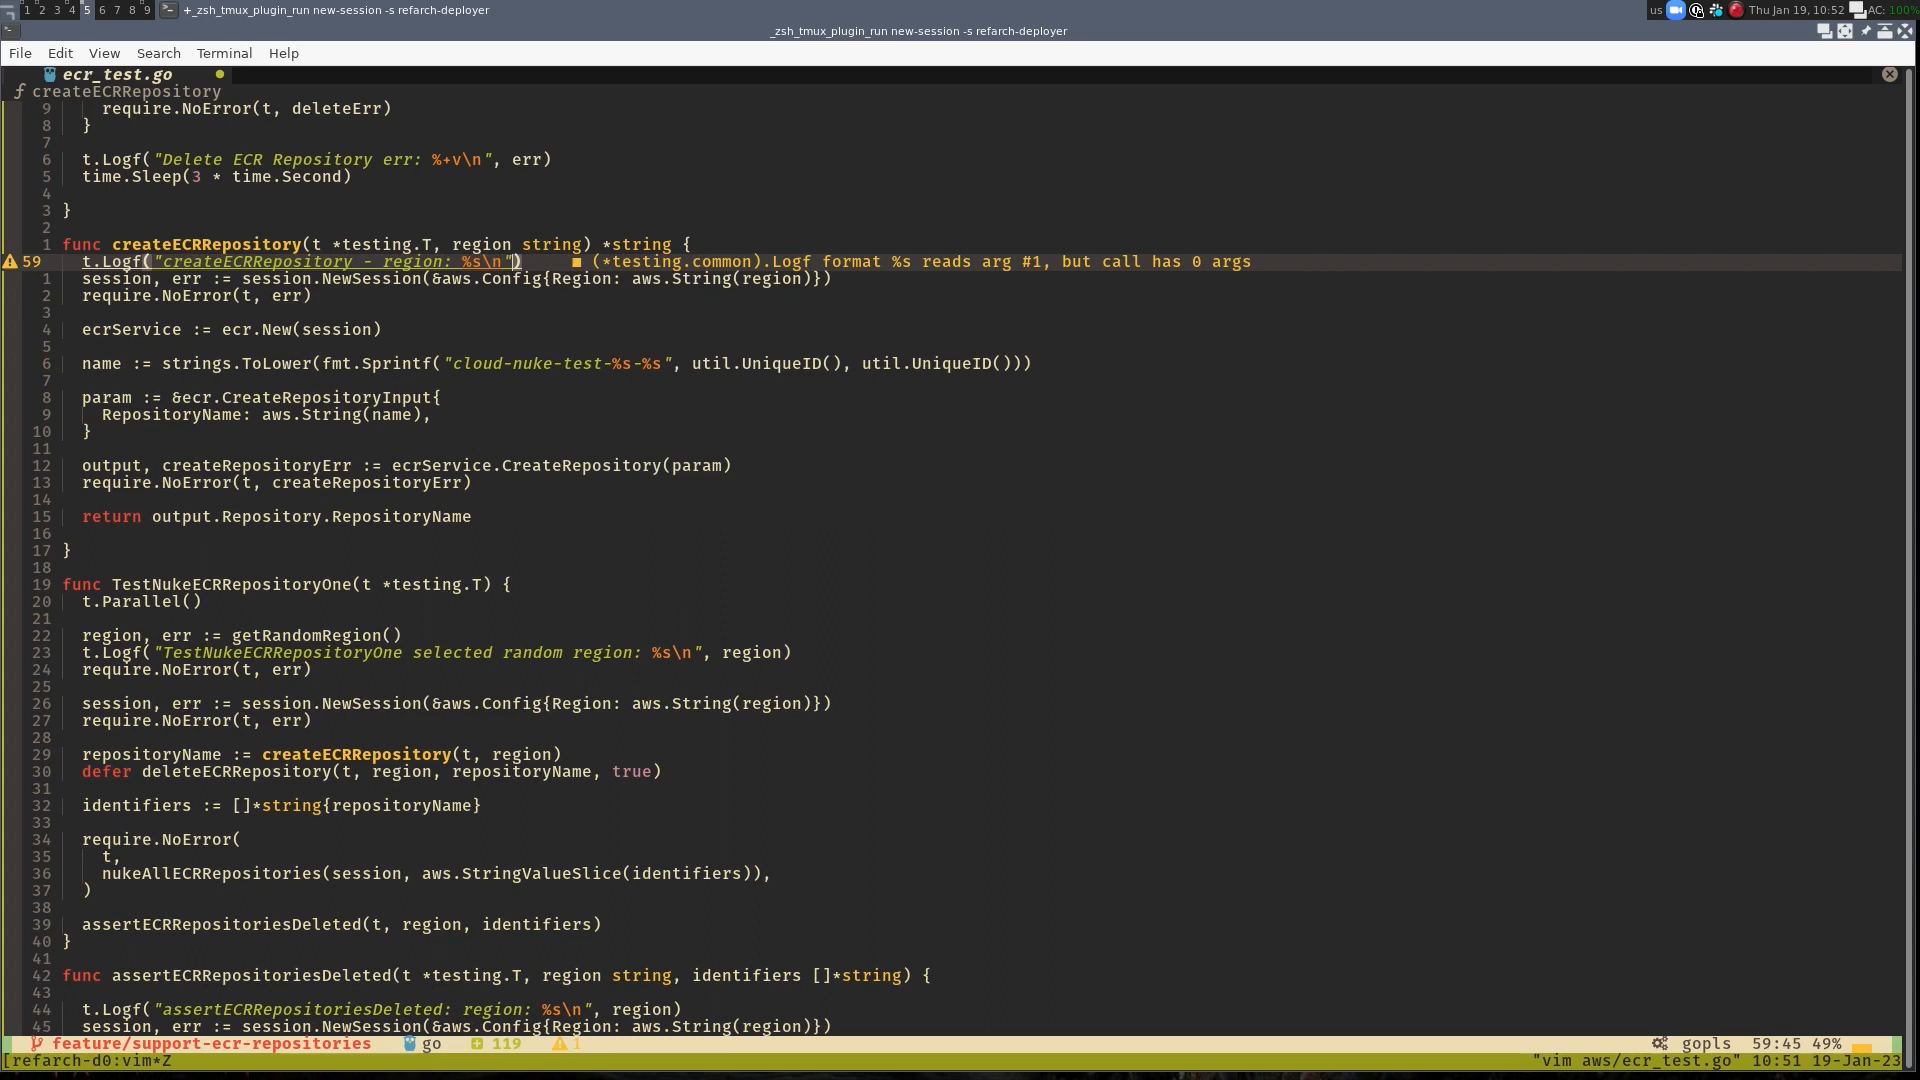 1 2 3 4 5 6 7 8 9 + _zsh_tmux_plugin_run new-session -s refarch-deployer us Thu Jan 19, 10:52 AC: 100%
_zsh_tmux_plugin_run new-session -s refarch-deployer
File Edit View Search Terminal Help
ecr_test.go
ƒ createECRRepository
9 require.NoError(t, deleteErr)
8 }
7
6 t.Logf("Delete ECR Repository err: %+v\n", err)
5 time.Sleep(3 * time.Second)
4
3 }
2
1 func createECRRepository(t *testing.T, region string) *string {
59 t.Logf("createECRRepository - region: %s\n") ■ (*testing.common).Logf format %s reads arg #1, but call has 0 args
1 session, err := session.NewSession(&aws.Config{Region: aws.String(region)})
2 require.NoError(t, err)
3
4 ecrService := ecr.New(session)
5
6 name := strings.ToLower(fmt.Sprintf("cloud-nuke-test-%s-%s", util.UniqueID(), util.UniqueID()))
7
8 param := &ecr.CreateRepositoryInput{
9 RepositoryName: aws.String(name),
10 }
11
12 output, createRepositoryErr := ecrService.CreateRepository(param)
13 require.NoError(t, createRepositoryErr)
14
15 return output.Repository.RepositoryName
16
17 }
18
19 func TestNukeECRRepositoryOne(t *testing.T) {
20 t.Parallel()
21
22 region, err := getRandomRegion()
23 t.Logf("TestNukeECRRepositoryOne selected random region: %s\n", region)
24 require.NoError(t, err)
25
26 session, err := session.NewSession(&aws.Config{Region: aws.String(region)})
27 require.NoError(t, err)
28
29 repositoryName := createECRRepository(t, region)
30 defer deleteECRRepository(t, region, repositoryName, true)
31
32 identifiers := []*string{repositoryName}
33
34 require.NoError(
35 t,
36 nukeAllECRRepositories(session, aws.StringValueSlice(identifiers)),
37 )
38
39 assertECRRepositoriesDeleted(t, region, identifiers)
40 }
41
42 func assertECRRepositoriesDeleted(t *testing.T, region string, identifiers []*string) {
43
44 t.Logf("assertECRRepositoriesDeleted: region: %s\n", region)
45 session, err := session.NewSession(&aws.Config{Region: aws.String(region)})
feature/support-ecr-repositories go 119 1 gopls 59:45 49%
[refarch-d0:vim*Z "vim aws/ecr_test.go" 10:51 19-Jan-23